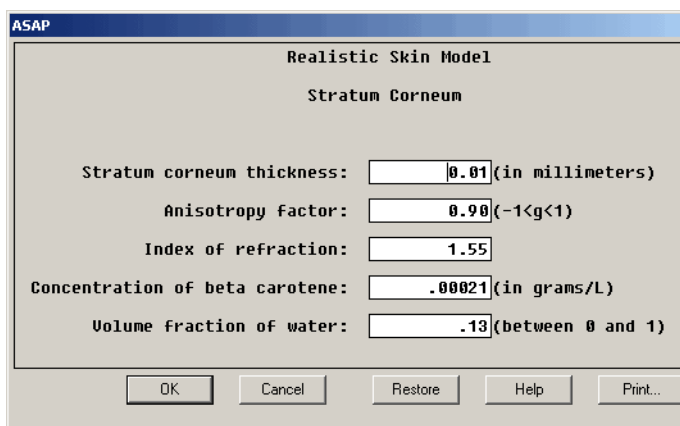 ASAP
Realistic Skin Model
Stratum Corneum
Stratum corneum thickness: 0.01 (in millimeters)
Anisotropy factor: 0.90 (-1<g<1)
Index of refraction: 1.55
Concentration of beta carotene: .00021 (in grams/L)
Volume fraction of water: .13 (between 0 and 1)
OK Cancel Restore Help Print...